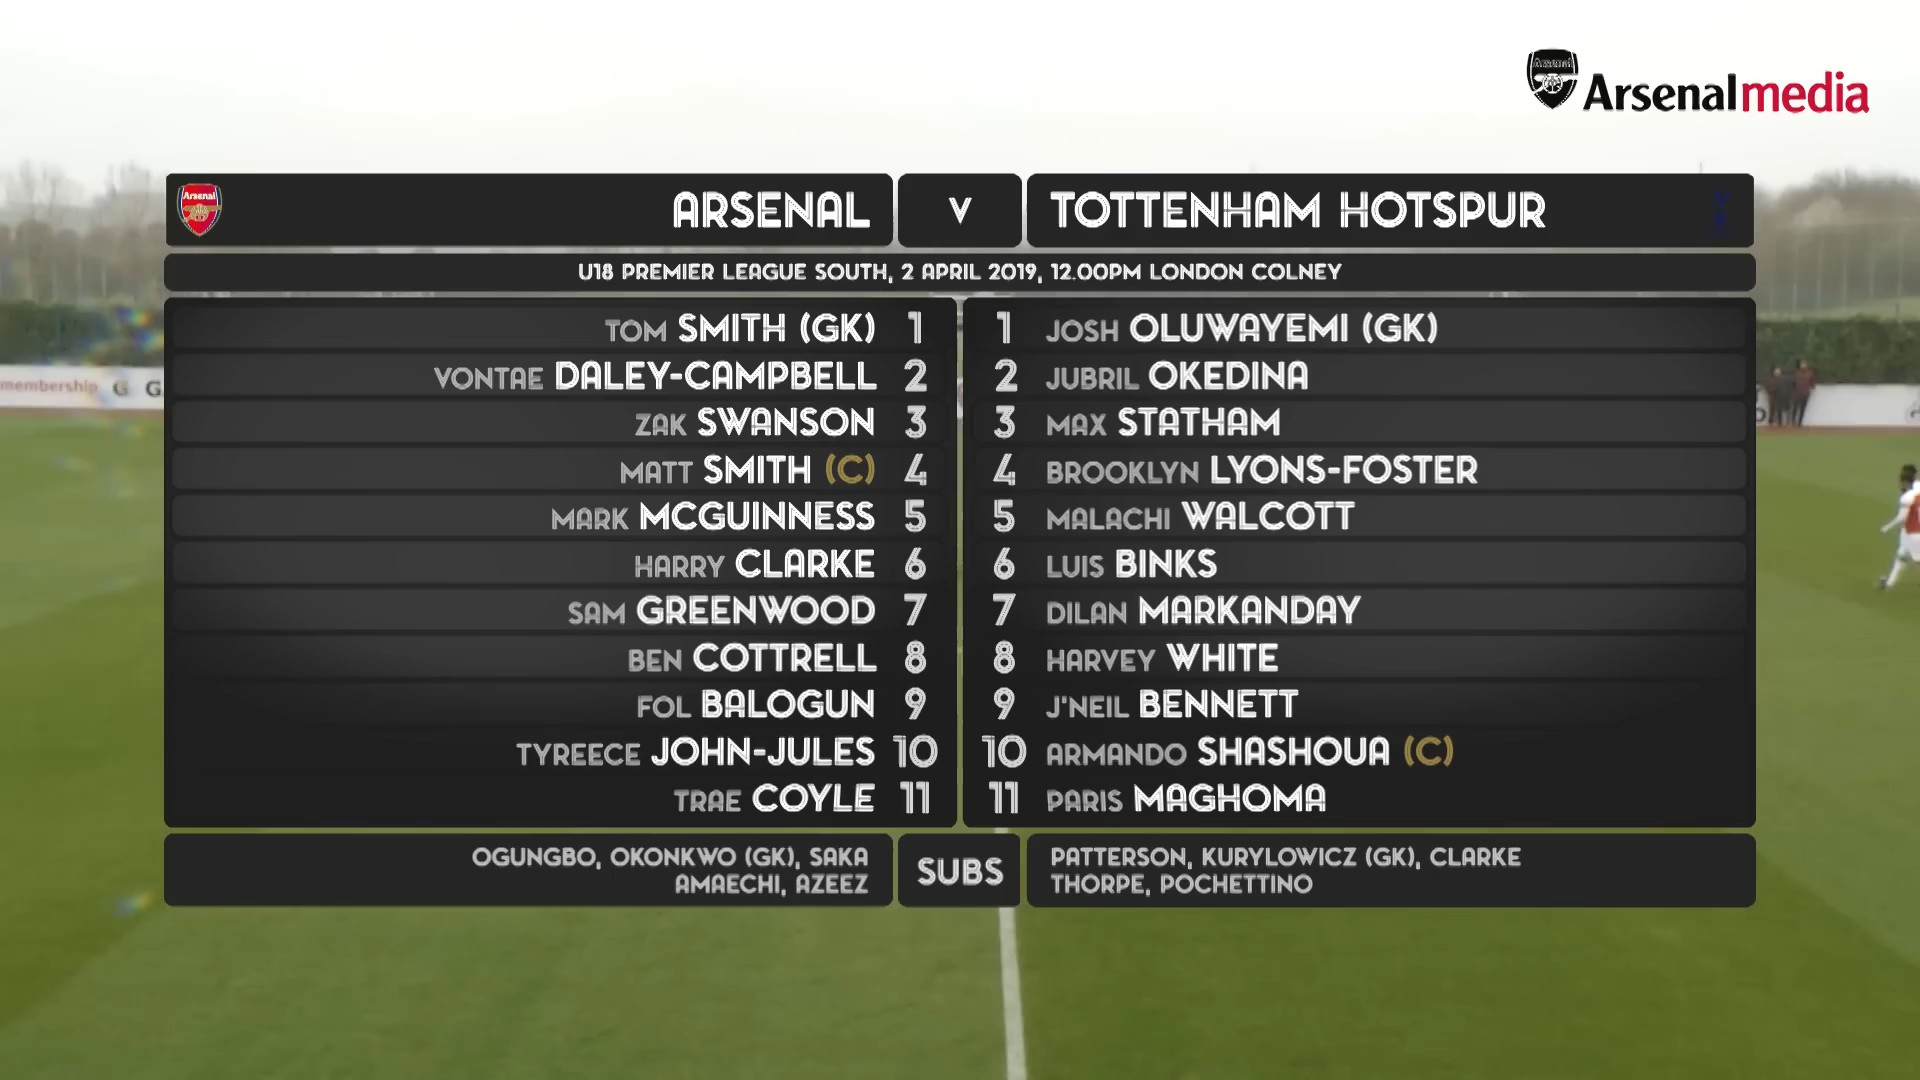 Arsenal
Arsenalmedia
Arsenal
ARSENAL V TOTTENHAM HOTSPUR
U18 PREMIER LEAGUE SOUTH, 2 APRIL 2019, 12.00PM LONDON COLNEY
TOM SMITH (GK) 1 1 JOSH OLUWAYEMI (GK)
VONTAE DALEY-CAMPBELL 2 2 JUBRIL OKEDINA
ZAK SWANSON 3 3 MAX STATHAM
MATT SMITH (C) 4 4 BROOKLYN LYONS-FOSTER
MARK MCGUINNESS 5 5 MALACHI WALCOTT
HARRY CLARKE 6 6 LUIS BINKS
SAM GREENWOOD 7 7 DILAN MARKANDAY
BEN COTTRELL 8 8 HARVEY WHITE
FOL BALOGUN 9 9 J'NEIL BENNETT
TYREECE JOHN-JULES 10 10 ARMANDO SHASHOUA (C)
TRAE COYLE 11 11 PARIS MAGHOMA
OGUNGBO, OKONKWO (GK), SAKA
AMAECHI, AZEEZ
SUBS
PATTERSON, KURYLOWICZ (GK), CLARKE
THORPE, POCHETTINO
membership G G